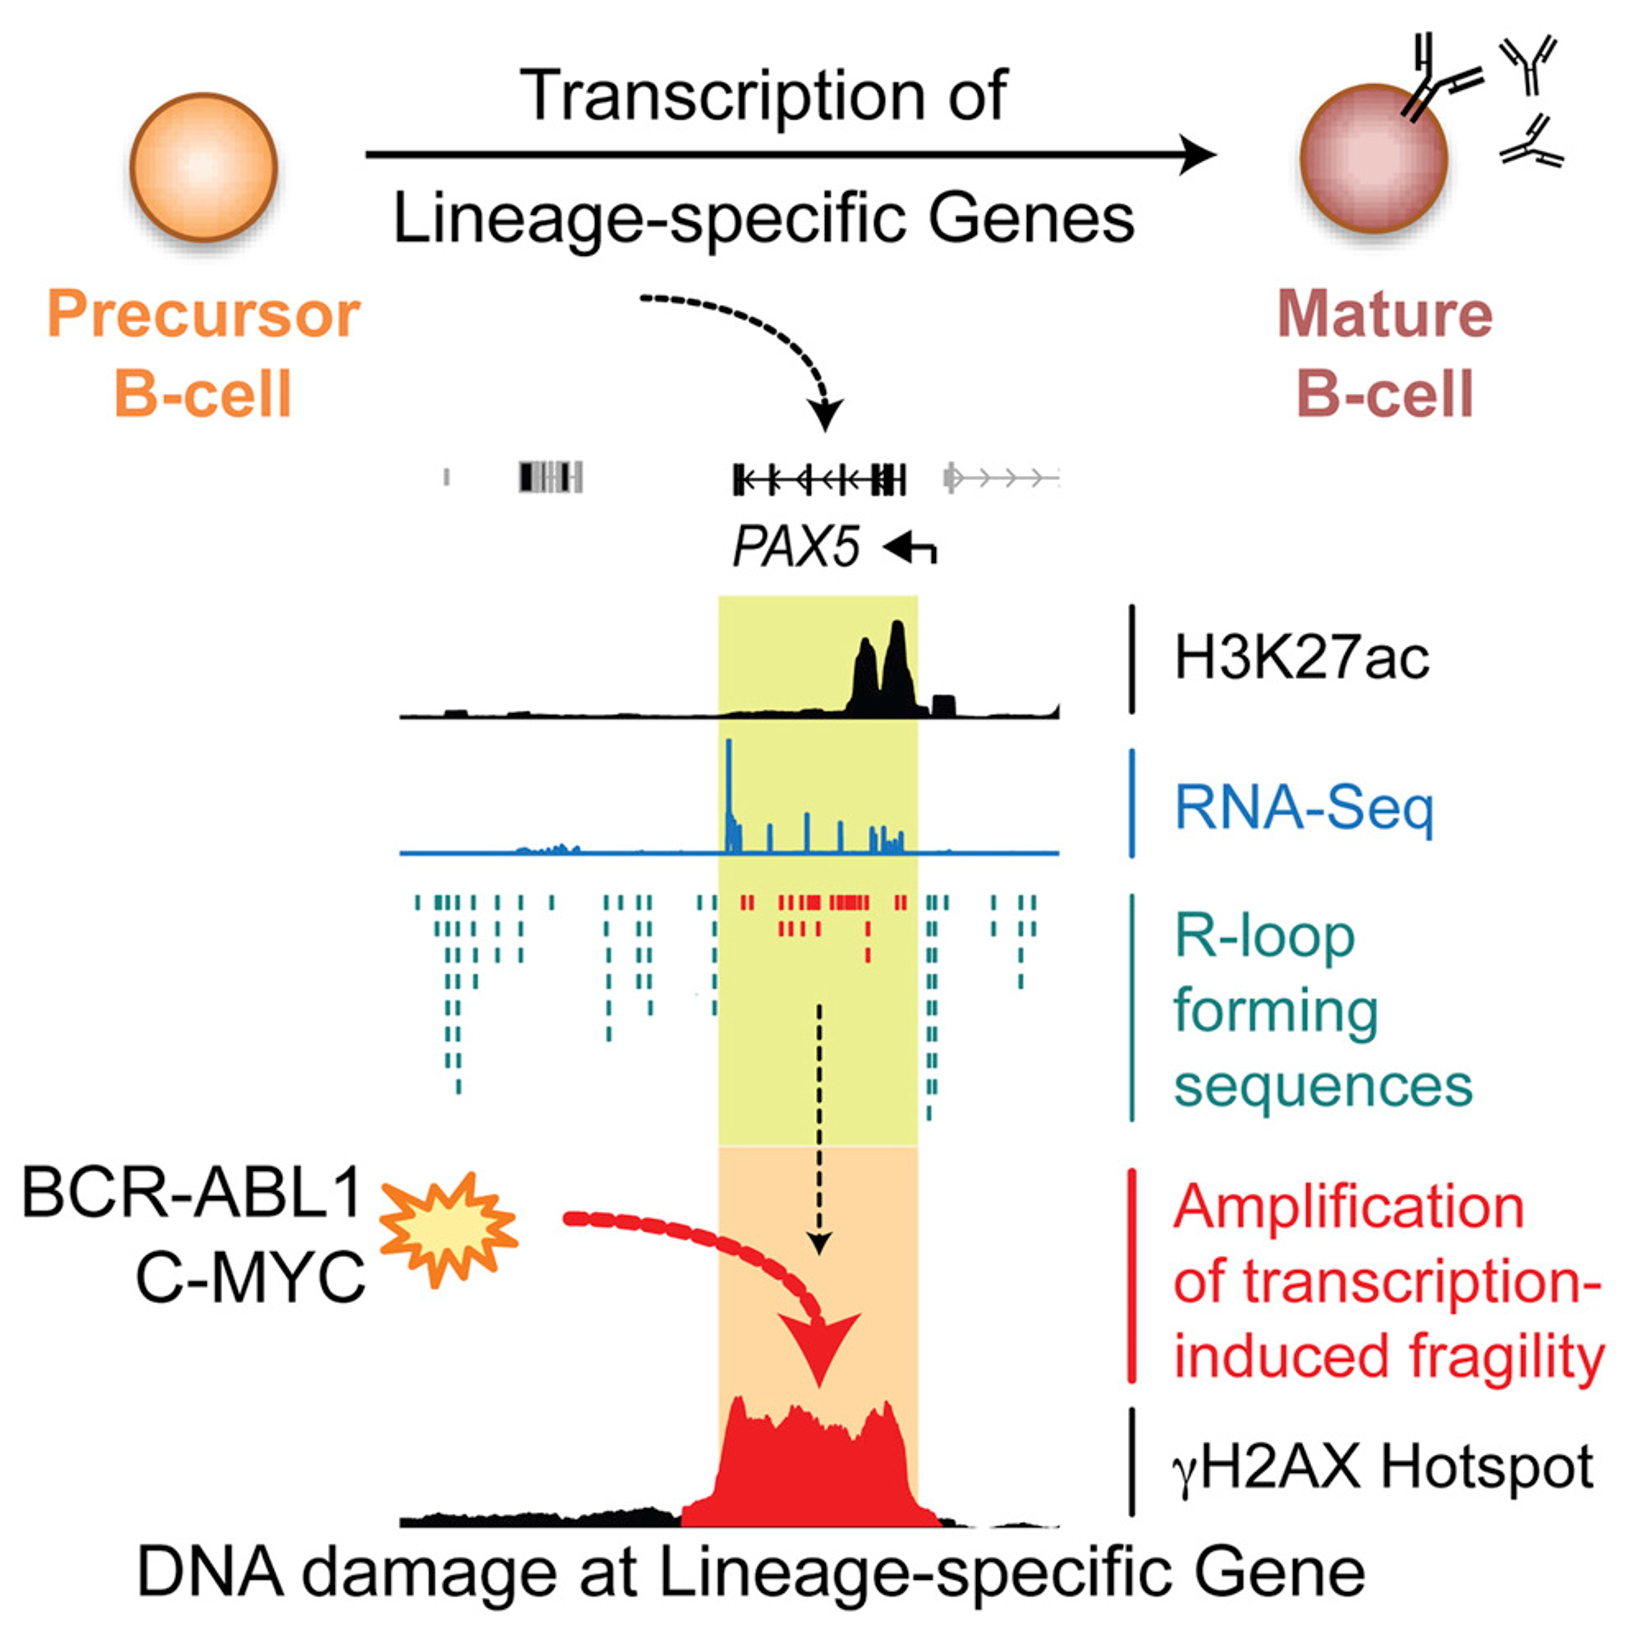 Transcription of
Lineage-specific Genes
Precursor
B-cell
Mature
B-cell
PAX5
H3K27ac
RNA-Seq
R-loop
forming
sequences
BCR-ABL1
C-MYC
Amplification
of transcription-
induced fragility
γH2AX Hotspot
DNA damage at Lineage-specific Gene